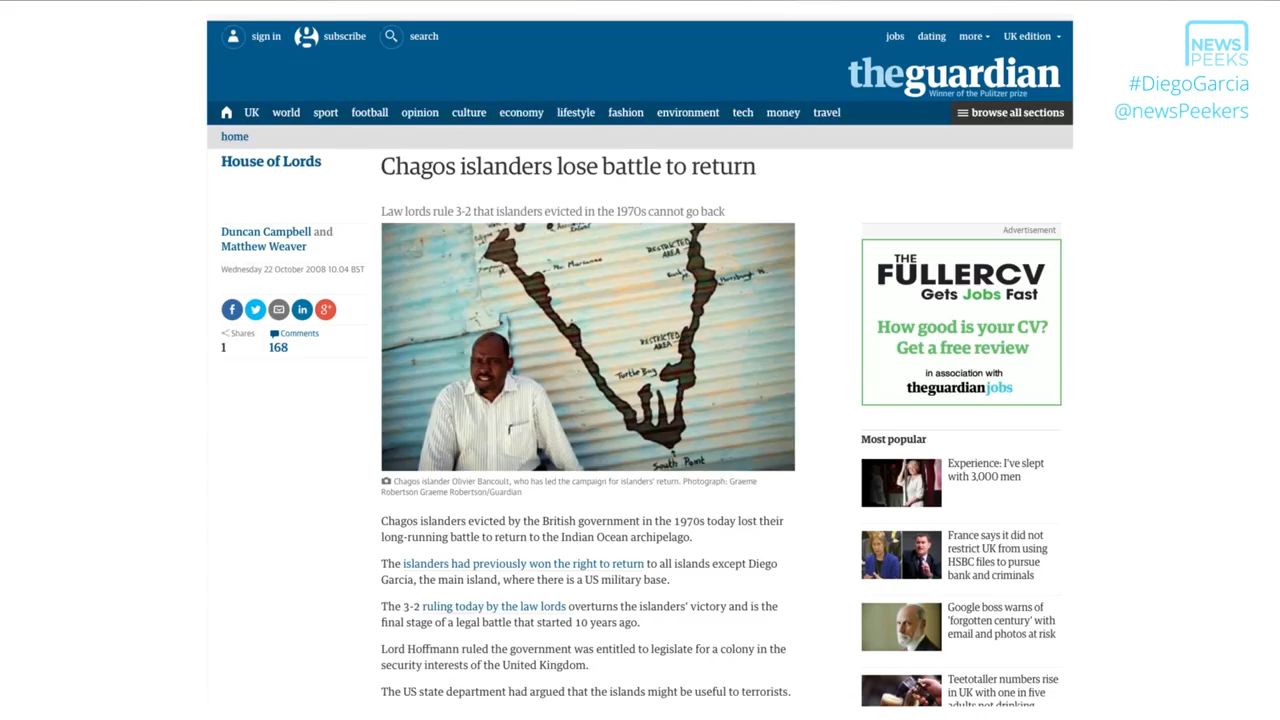 sign in
subscribe
search
jobs
dating
more
UK edition
theguardian
Winner of the Pulitzer prize
NEWS
PEEKS
#DiegoGarcia
@newsPeekers
UK
world
sport
football
opinion
culture
economy
lifestyle
fashion
environment
tech
money
travel
browse all sections
home
House of Lords
Chagos islanders lose battle to return
Law lords rule 3-2 that islanders evicted in the 1970s cannot go back
Duncan Campbell and
Matthew Weaver
Wednesday 22 October 2008 10.04 BST
Shares
1
Comments
168
RESTRICTED
AREA
RESTRICTED
AREA
Turtle Bay
South Point
Chagos islander Olivier Bancoult, who has led the campaign for islanders' return. Photograph: Graeme
Robertson Graeme Robertson/Guardian
Chagos islanders evicted by the British government in the 1970s today lost their
long-running battle to return to the Indian Ocean archipelago.
The islanders had previously won the right to return to all islands except Diego
Garcia, the main island, where there is a US military base.
The 3-2 ruling today by the law lords overturns the islanders' victory and is the
final stage of a legal battle that started 10 years ago.
Lord Hoffmann ruled the government was entitled to legislate for a colony in the
security interests of the United Kingdom.
The US state department had argued that the islands might be useful to terrorists.
Advertisement
THE
FULLERCV
Gets Jobs Fast
How good is your CV?
Get a free review
in association with
theguardianjobs
Most popular
Experience: I've slept
with 3,000 men
France says it did not
restrict UK from using
HSBC files to pursue
bank and criminals
Google boss warns of
'forgotten century' with
email and photos at risk
Teetotaller numbers rise
in UK with one in five
adults not drinking